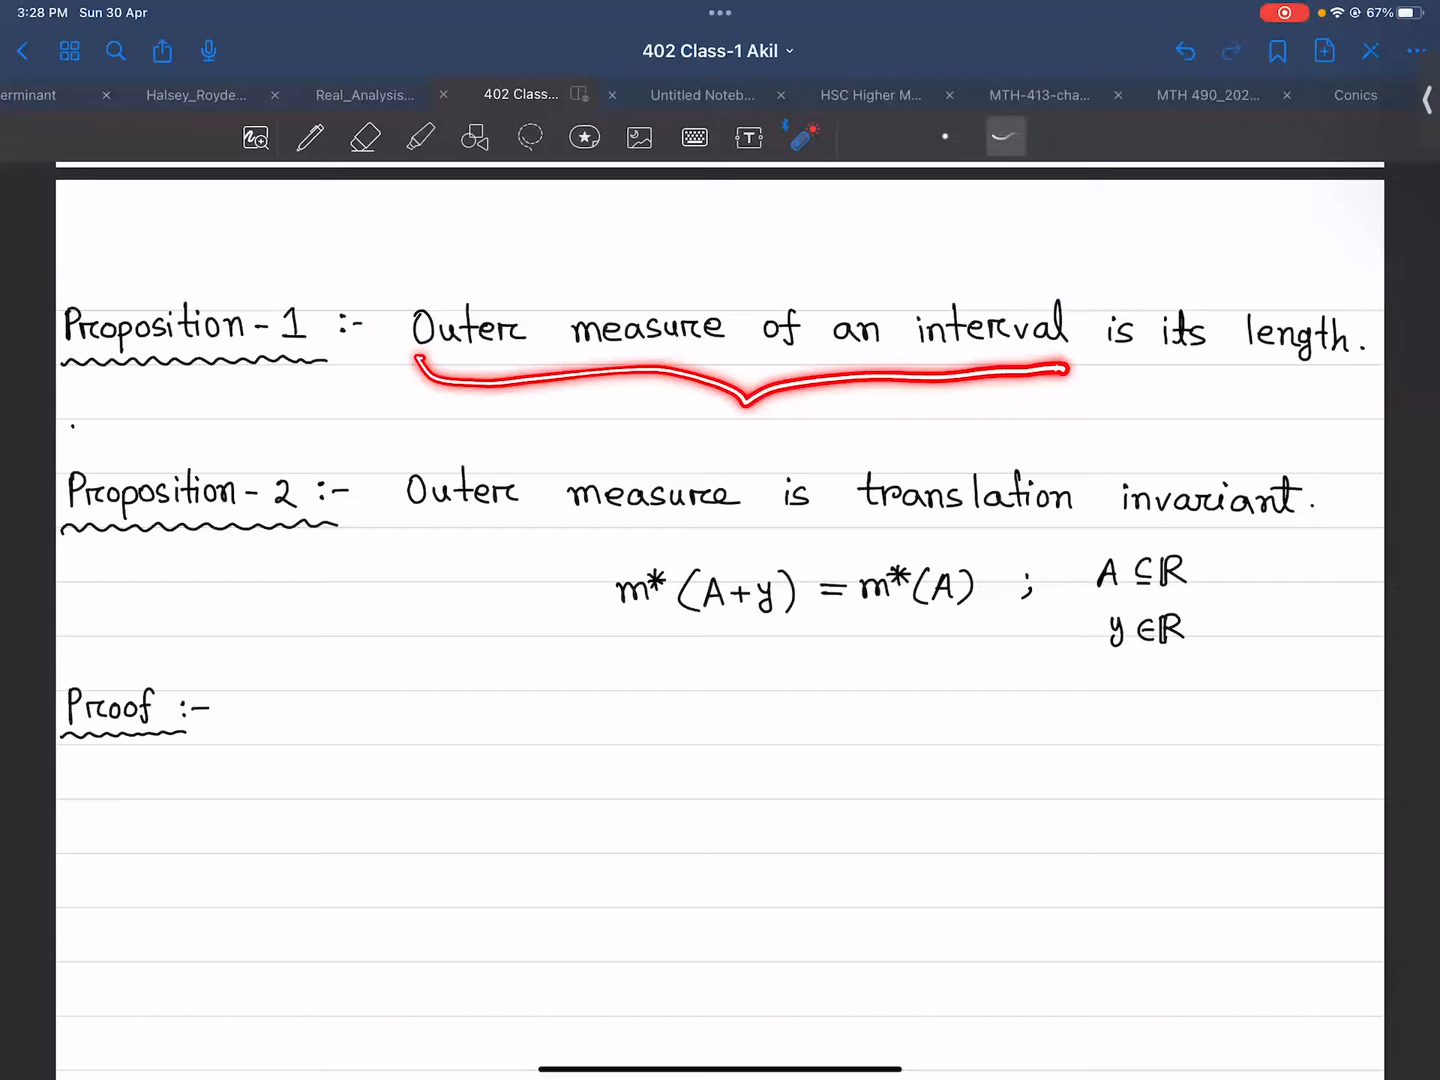 3:28 PM Sun 30 Apr
67%
402 Class-1 Akil
erminant
Halsey_Royde...
Real_Analysis...
402 Class...
Untitled Noteb...
HSC Higher M...
MTH-413-cha...
MTH 490_202...
Conics
Proposition - 1 :- Outer measure of an interval is its length.
Proposition - 2 :- Outer measure is translation invariant.
m* (A+y) = m*(A) ; A ⊆ ℝ
y ∈ ℝ
Proof :-